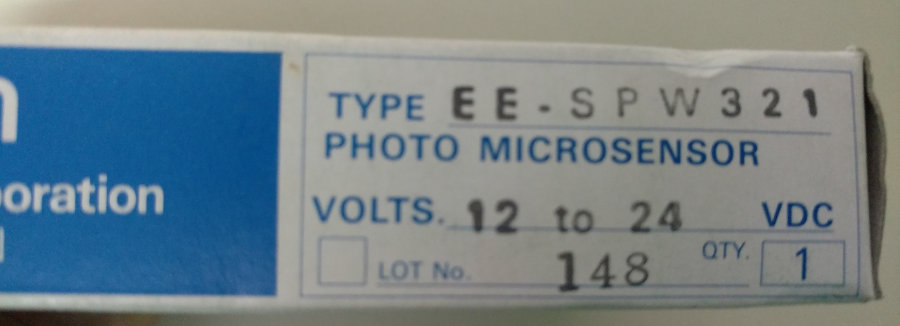 oration
TYPE EE-SPW321
PHOTO MICROSENSOR
VOLTS. 12 to 24 VDC
LOT No. 148 QTY. 1